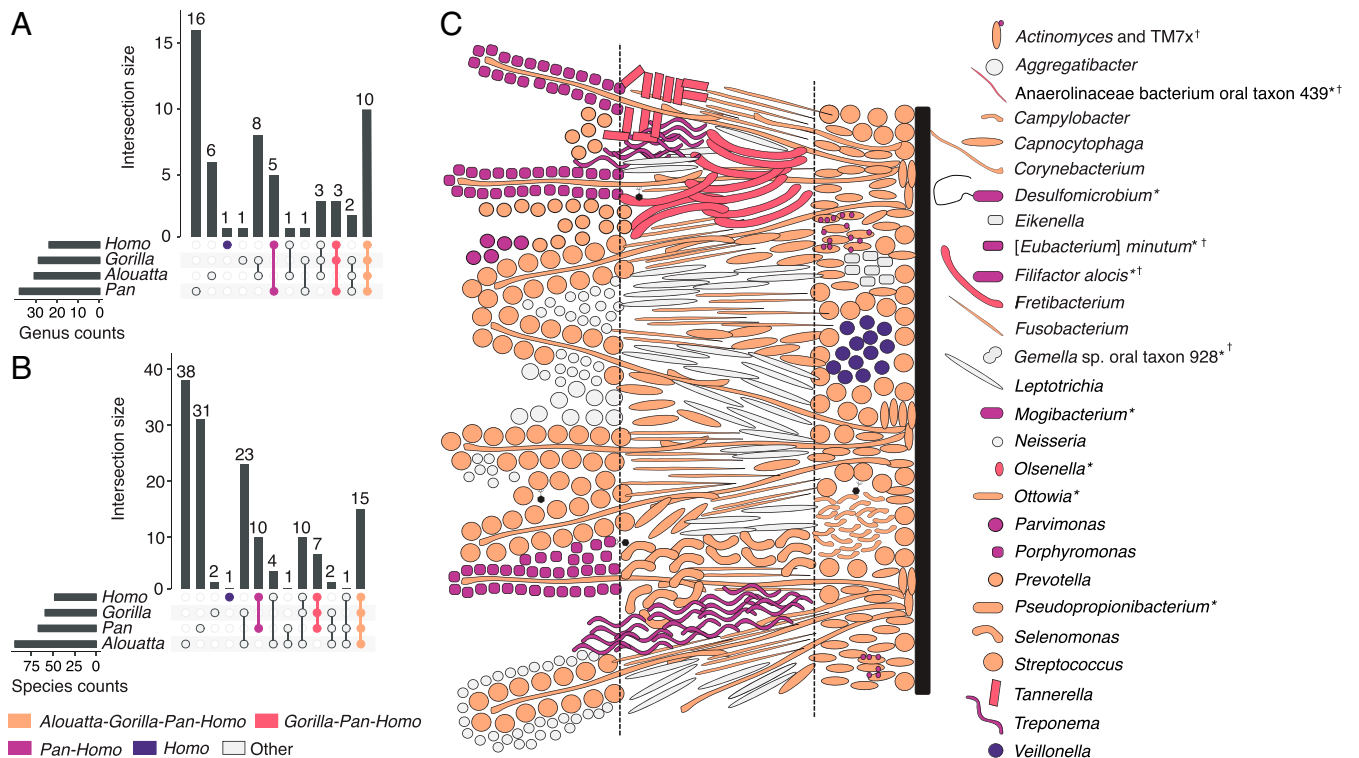 A
Intersection size
15
10
5
0
16
6
1
1
8
5
1
1
3
3
2
10
Homo
Gorilla
Alouatta
Pan
30 20 10 0
Genus counts
B
Intersection size
40
30
20
10
0
38
31
2
1
23
10
4
1
10
7
2
1
15
Homo
Gorilla
Pan
Alouatta
75 50 25 0
Species counts
Alouatta-Gorilla-Pan-Homo
Gorilla-Pan-Homo
Pan-Homo
Homo
Other
C
Actinomyces and TM7x†
Aggregatibacter
Anaerolinaceae bacterium oral taxon 439*†
Campylobacter
Capnocytophaga
Corynebacterium
Desulfomicrobium*
Eikenella
[Eubacterium] minutum*†
Filifactor alocis*†
Fretibacterium
Fusobacterium
Gemella sp. oral taxon 928*†
Leptotrichia
Mogibacterium*
Neisseria
Olsenella*
Ottowia*
Parvimonas
Porphyromonas
Prevotella
Pseudopropionibacterium*
Selenomonas
Streptococcus
Tannerella
Treponema
Veillonella